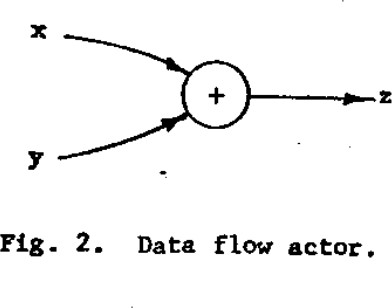 x
+
z
y
Fig. 2. Data flow actor.